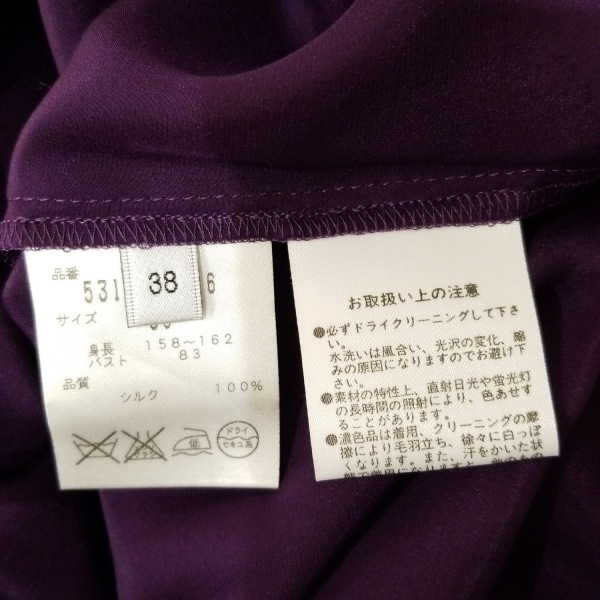 品番
531
6
38
サイズ
身長 158～162
バスト 83
品質
シルク 100%
低
ドライ
セキユ系
お取扱い上の注意
●必ずドライクリーニングして下さ
い。
水洗いは風合い、光沢の変化、縮
みの原因になりますのでお避け下
さい。
●素材の特性上、直射日光や蛍光灯
の長時間の照射により、色あせす
ることがあります。
●濃色品は着用、クリーニングの摩
擦により毛羽立ち、徐々に白っぽ
くなります。また、汗をかいた状